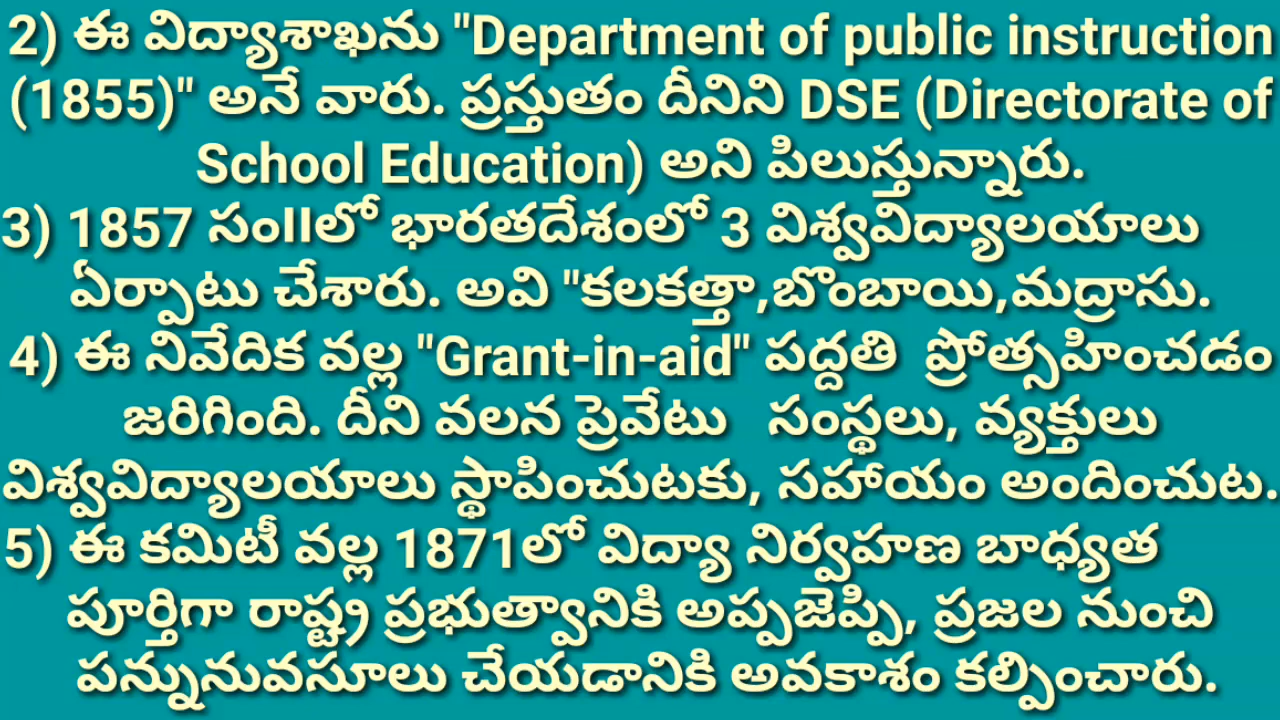 2) ఈ విద్యాశాఖను "Department of public instruction
(1855)" అనే వారు. ప్రస్తుతం దీనిని DSE (Directorate of
School Education) అని పిలుస్తున్నారు.
3) 1857 సంIIలో భారతదేశంలో 3 విశ్వవిద్యాలయాలు
ఏర్పాటు చేశారు. అవి "కలకత్తా,బొంబాయి,మద్రాసు.
4) ఈ నివేదిక వల్ల "Grant-in-aid" పద్దతి ప్రోత్సహించడం
జరిగింది. దీని వలన ప్రైవేటు సంస్థలు, వ్యక్తులు
విశ్వవిద్యాలయాలు స్థాపించుటకు, సహాయం అందించుట.
5) ఈ కమిటీ వల్ల 1871లో విద్యా నిర్వహణ బాధ్యత
పూర్తిగా రాష్ట్ర ప్రభుత్వానికి అప్పజెప్పి, ప్రజల నుంచి
పన్నునువసూలు చేయడానికి అవకాశం కల్పించారు.